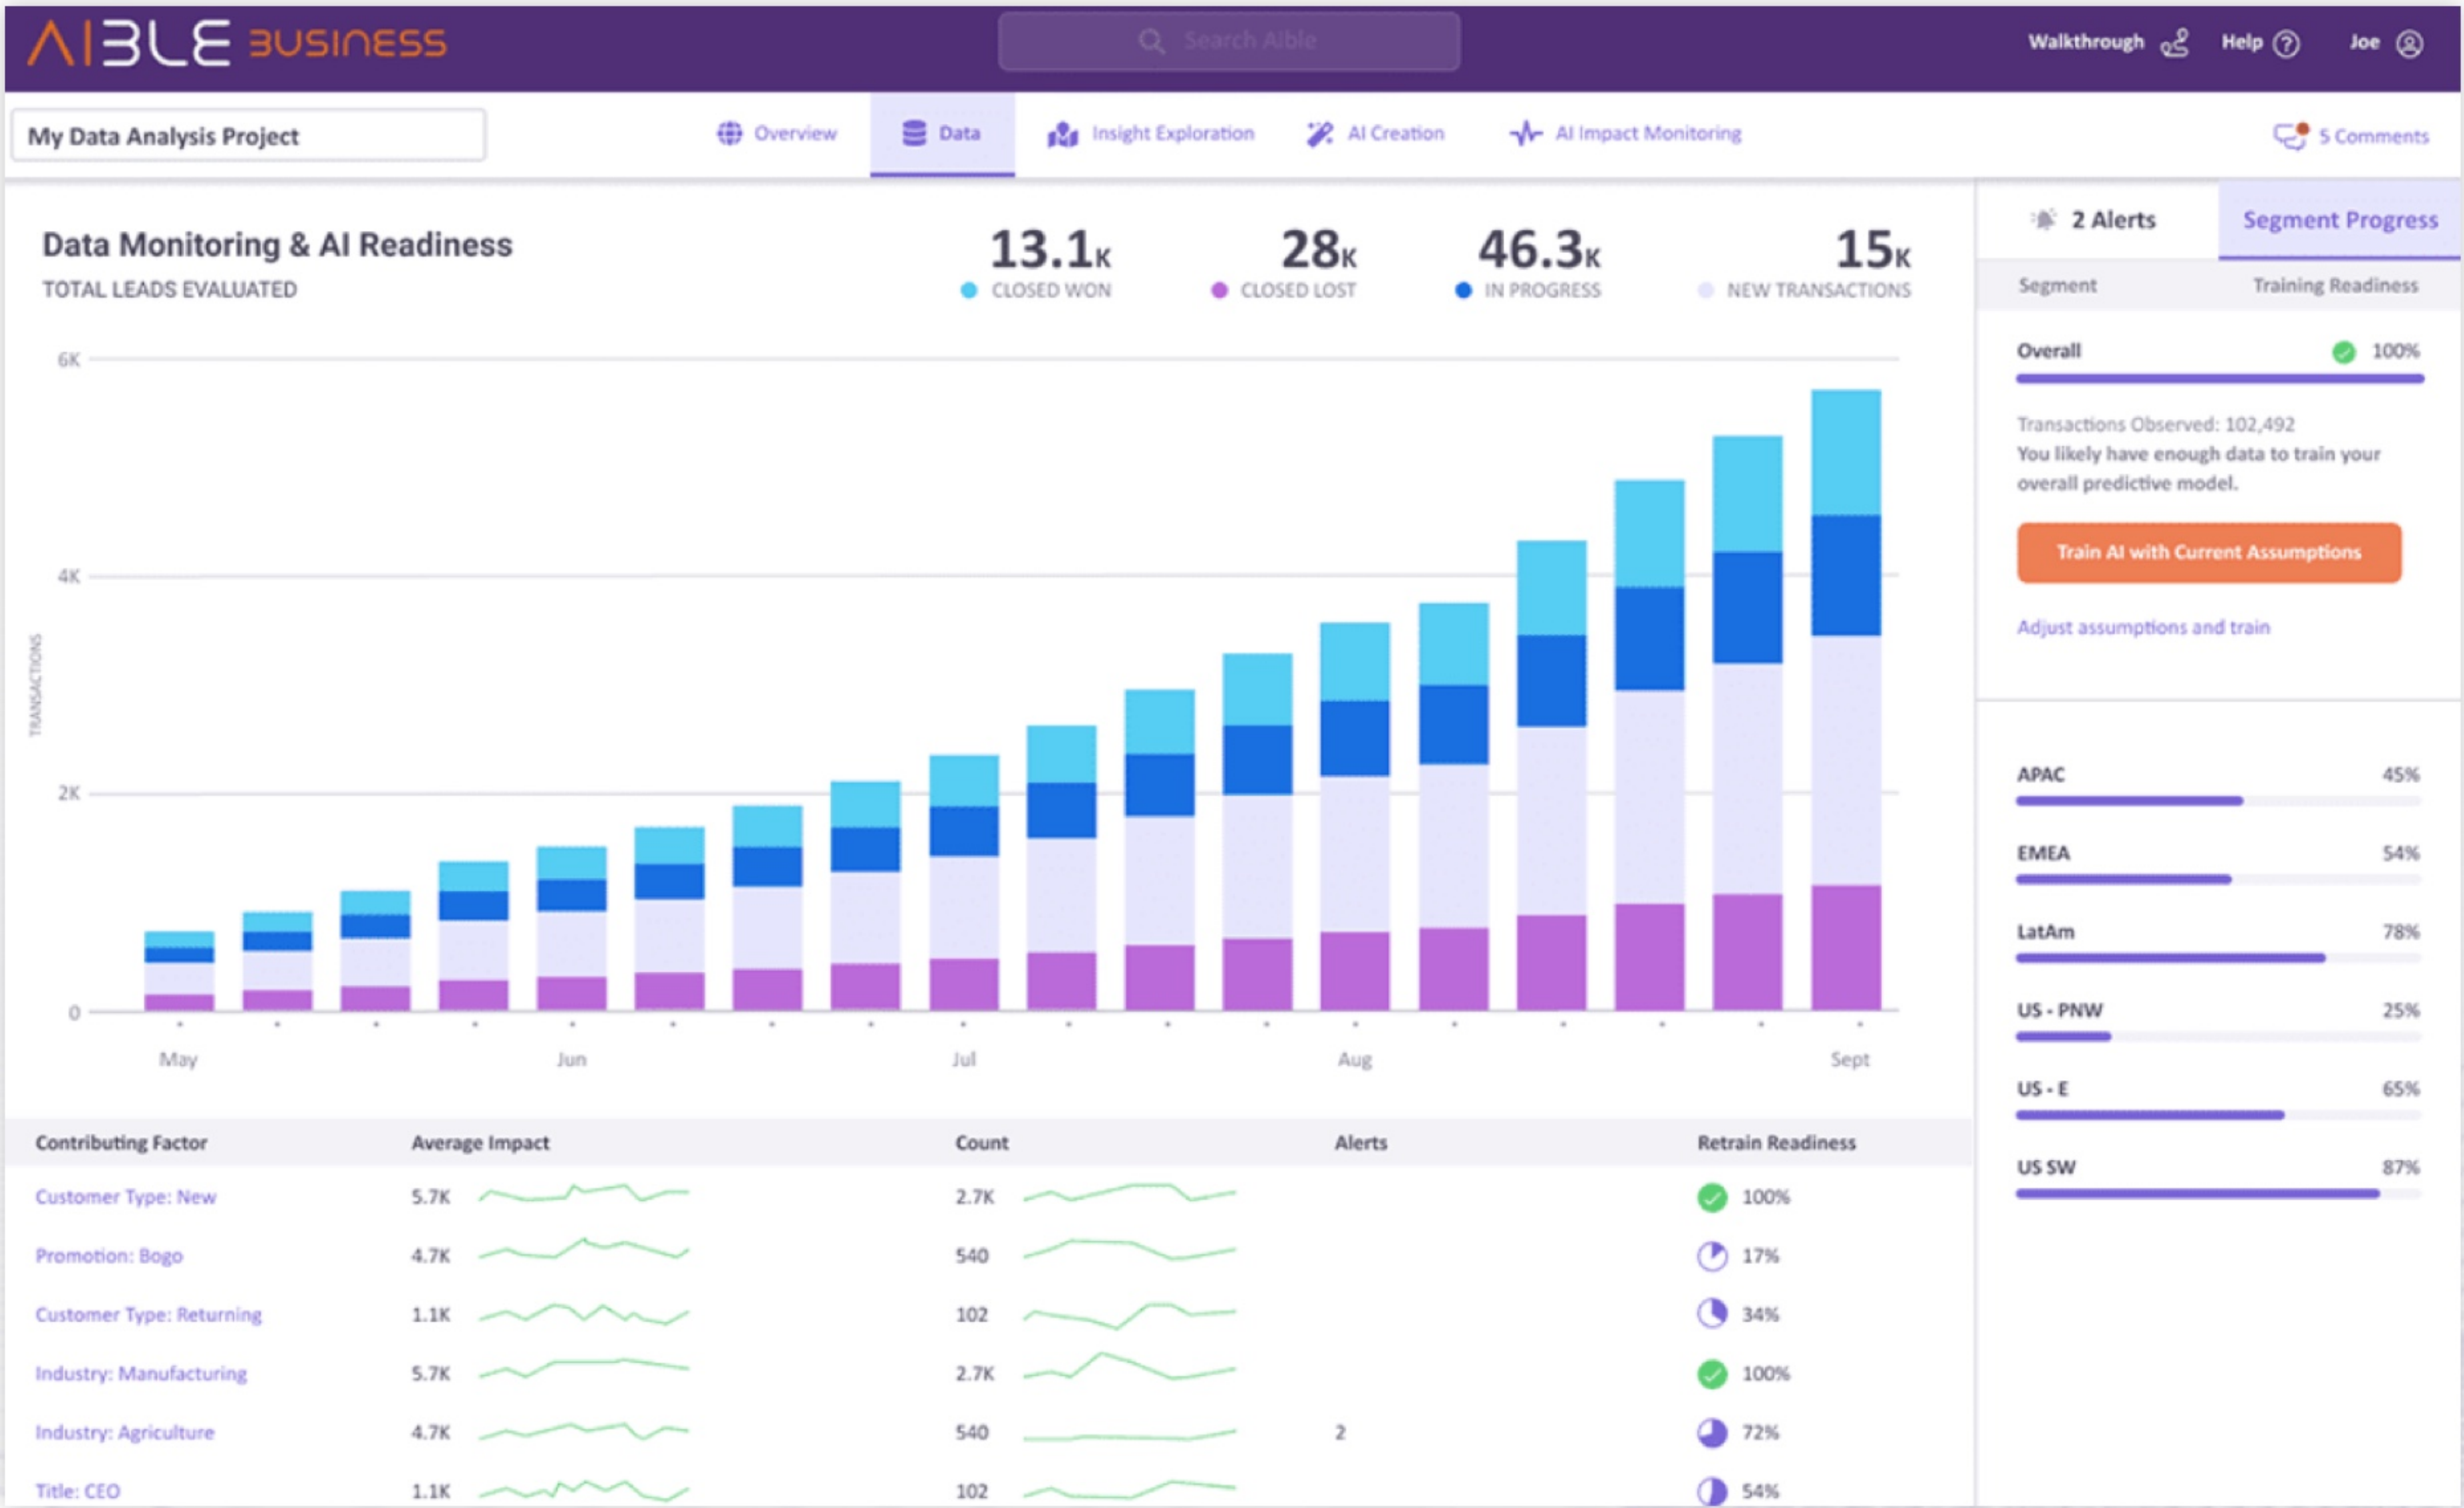 AIBLE BUSINESS
Search Aible
Walkthrough
Help
Joe
My Data Analysis Project
Overview
Data
Insight Exploration
AI Creation
AI Impact Monitoring
5 Comments
Data Monitoring & AI Readiness
TOTAL LEADS EVALUATED
13.1K
CLOSED WON
28K
CLOSED LOST
46.3K
IN PROGRESS
15K
NEW TRANSACTIONS
6K
4K
2K
0
TRANSACTIONS
May
Jun
Jul
Aug
Sept
2 Alerts
Segment Progress
Segment Training Readiness
Overall 100%
Transactions Observed: 102,492
You likely have enough data to train your
overall predictive model.
Train AI with Current Assumptions
Adjust assumptions and train
APAC 45%
EMEA 54%
LatAm 78%
US - PNW 25%
US - E 65%
US SW 87%
Contributing Factor Average Impact Count Alerts Retrain Readiness
Customer Type: New 5.7K 2.7K 100%
Promotion: Bogo 4.7K 540 17%
Customer Type: Returning 1.1K 102 34%
Industry: Manufacturing 5.7K 2.7K 100%
Industry: Agriculture 4.7K 540 2 72%
Title: CEO 1.1K 102 54%